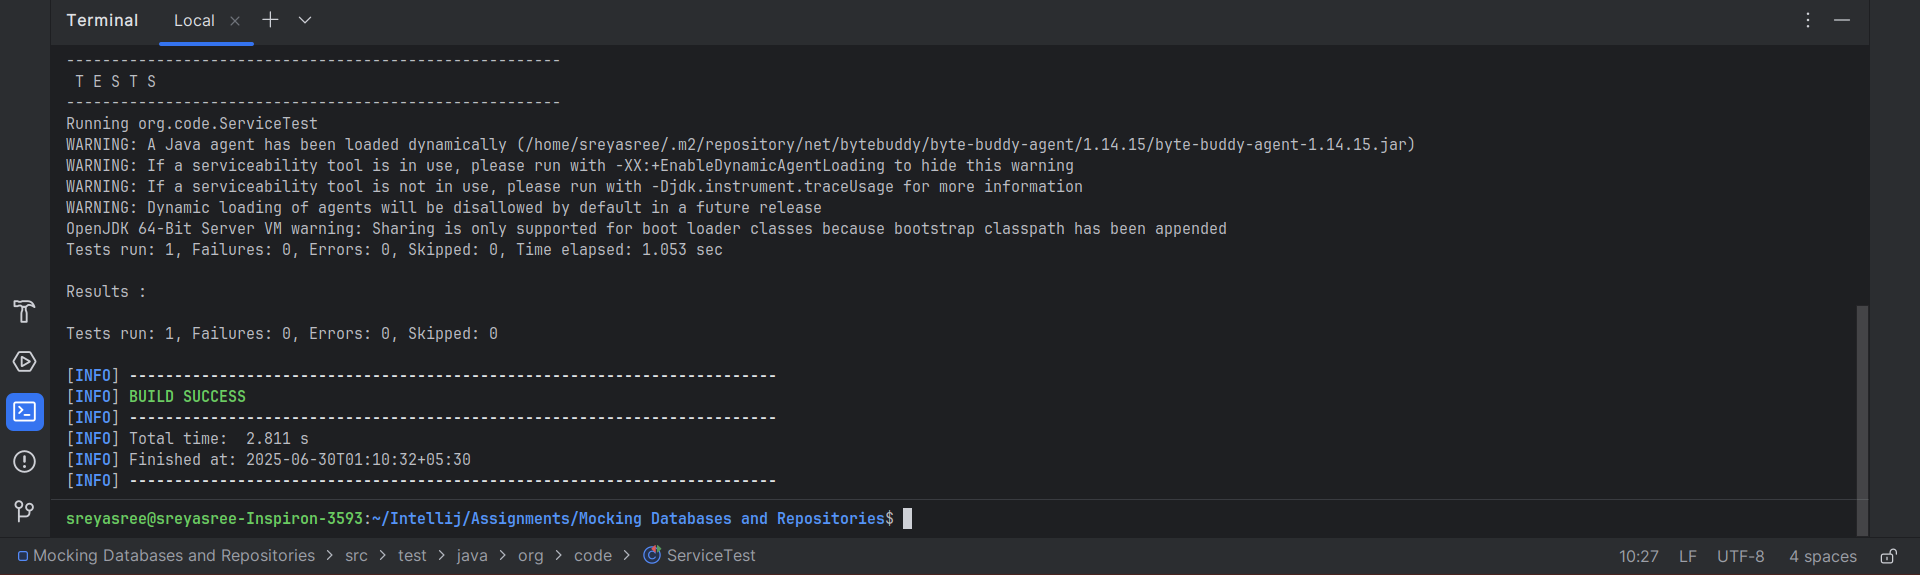 Terminal Local
-------------------------------------------------------
T E S T S
-------------------------------------------------------
Running org.code.ServiceTest
WARNING: A Java agent has been loaded dynamically (/home/sreyasree/.m2/repository/net/bytebuddy/byte-buddy-agent/1.14.15/byte-buddy-agent-1.14.15.jar)
WARNING: If a serviceability tool is in use, please run with -XX:+EnableDynamicAgentLoading to hide this warning
WARNING: If a serviceability tool is not in use, please run with -Djdk.instrument.traceUsage for more information
WARNING: Dynamic loading of agents will be disallowed by default in a future release
OpenJDK 64-Bit Server VM warning: Sharing is only supported for boot loader classes because bootstrap classpath has been appended
Tests run: 1, Failures: 0, Errors: 0, Skipped: 0, Time elapsed: 1.053 sec
Results :
Tests run: 1, Failures: 0, Errors: 0, Skipped: 0
[INFO] ------------------------------------------------------------------------
[INFO] BUILD SUCCESS
[INFO] ------------------------------------------------------------------------
[INFO] Total time:  2.811 s
[INFO] Finished at: 2025-06-30T01:10:32+05:30
[INFO] ------------------------------------------------------------------------
sreyasree@sreyasree-Inspiron-3593:~/Intellij/Assignments/Mocking Databases and Repositories$
Mocking Databases and Repositories > src > test > java > org > code > ServiceTest 10:27 LF UTF-8 4 spaces